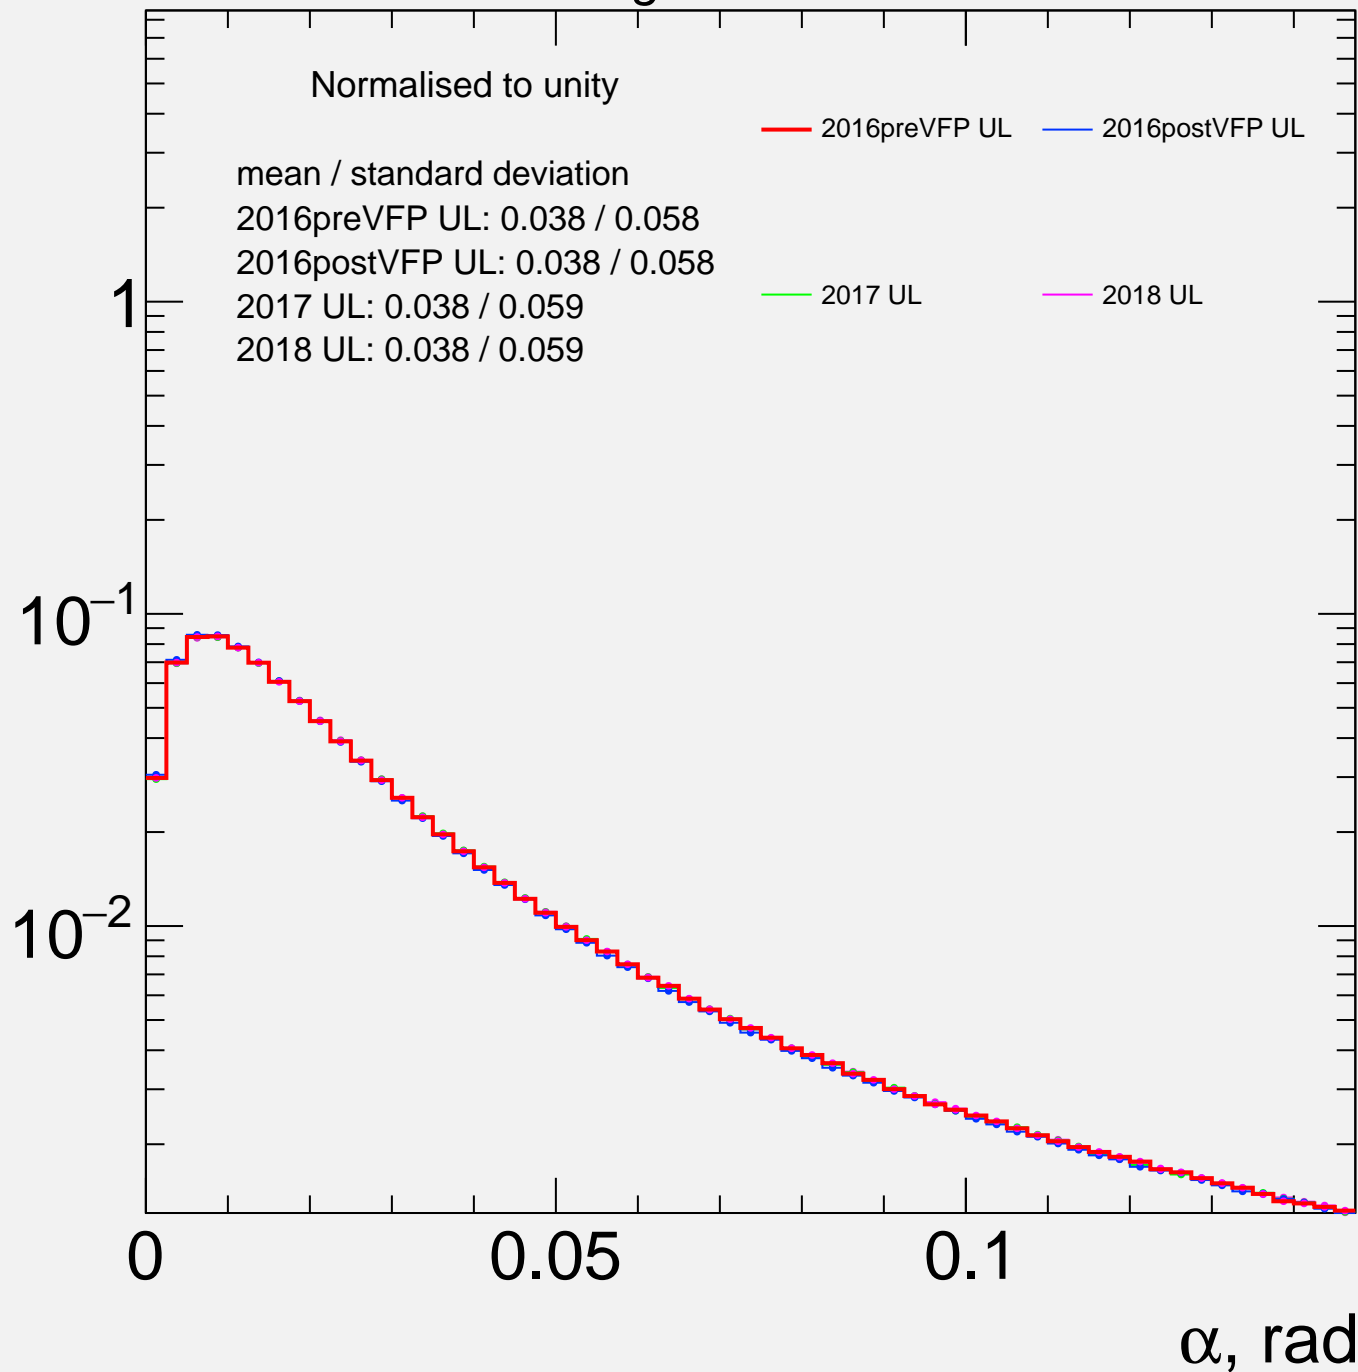 Normalised to unity
2016preVFP UL
2016postVFP UL
mean / standard deviation
2016preVFP UL: 0.038 / 0.058
2016postVFP UL: 0.038 / 0.058
2017 UL: 0.038 / 0.059
2018 UL: 0.038 / 0.059
2017 UL
2018 UL
1
10⁻¹
10⁻²
0
0.05
0.1
α, rad